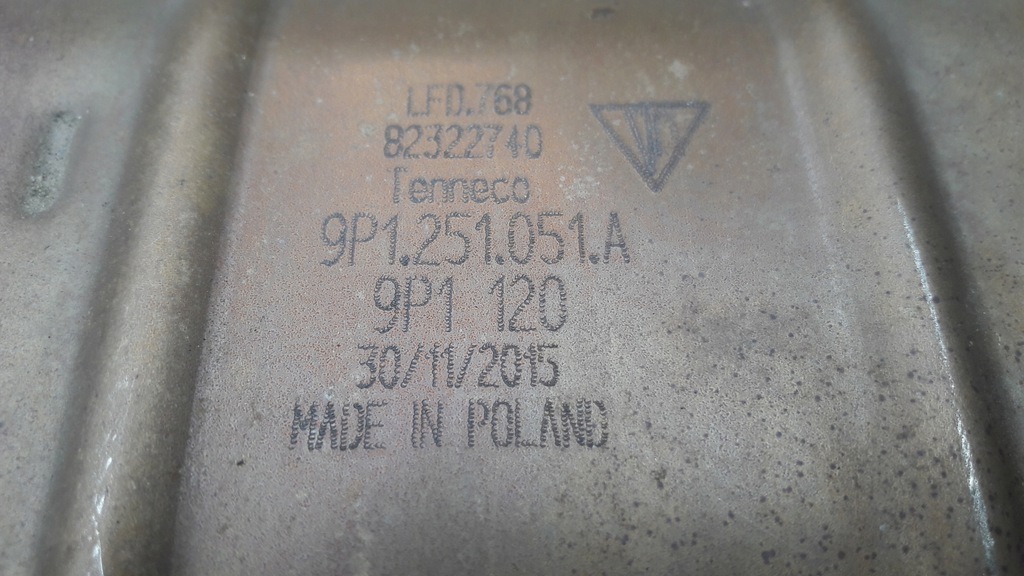 LFD.768
82322740
Tenneco
9P1.251.051.A
9P1 120
30/11/2015
MADE IN POLAND